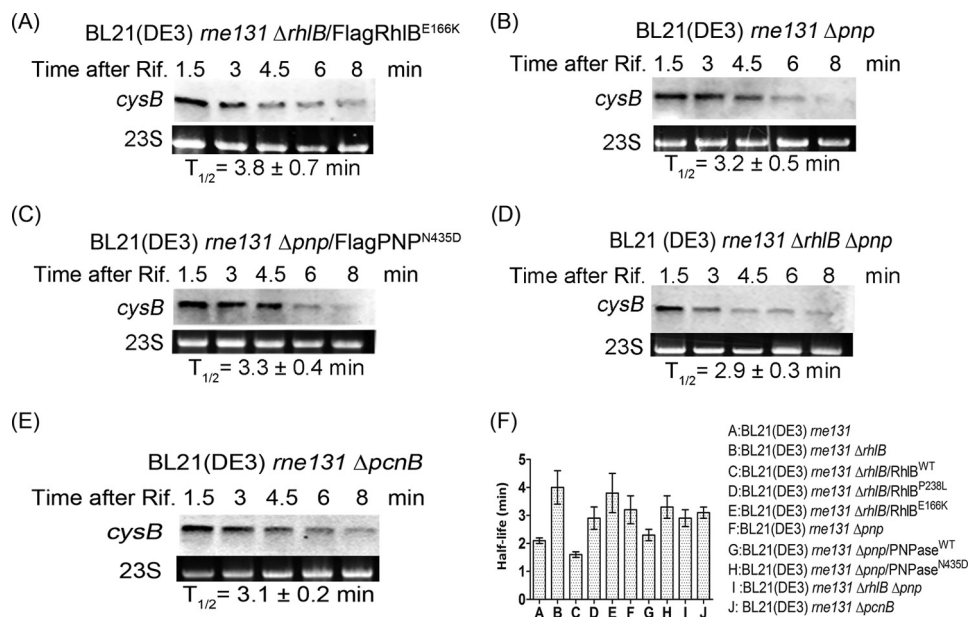 (A)
BL21(DE3) rne131 ΔrhlB/FlagRhlB^E166K
Time after Rif. 1.5 3 4.5 6 8 min
cysB
23S
T1/2= 3.8 ± 0.7 min
(B)
BL21(DE3) rne131 Δpnp
Time after Rif. 1.5 3 4.5 6 8 min
cysB
23S
T1/2= 3.2 ± 0.5 min
(C)
BL21(DE3) rne131 Δpnp/FlagPNP^N435D
Time after Rif. 1.5 3 4.5 6 8 min
cysB
23S
T1/2= 3.3 ± 0.4 min
(D)
BL21 (DE3) rne131 ΔrhlB Δpnp
Time after Rif. 1.5 3 4.5 6 8 min
cysB
23S
T1/2 = 2.9 ± 0.3 min
(E)
BL21(DE3) rne131 ΔpcnB
Time after Rif. 1.5 3 4.5 6 8 min
cysB
23S
T1/2 = 3.1 ± 0.2 min
(F)
Half-life (min)
5
4
3
2
1
0
A B C D E F G H I J
A:BL21(DE3) rne131
B:BL21(DE3) rne131 ΔrhlB
C:BL21(DE3) rne131 ΔrhlB/RhlB^WT
D:BL21(DE3) rne131 ΔrhlB/RhlB^P238L
E:BL21(DE3) rne131 ΔrhlB/RhlB^E166K
F:BL21(DE3) rne131 Δpnp
G:BL21(DE3) rne131 Δpnp/PNPase^WT
H:BL21(DE3) rne131 Δpnp/PNPase^N435D
I :BL21(DE3) rne131 ΔrhlB Δpnp
J: BL21(DE3) rne131 ΔpcnB